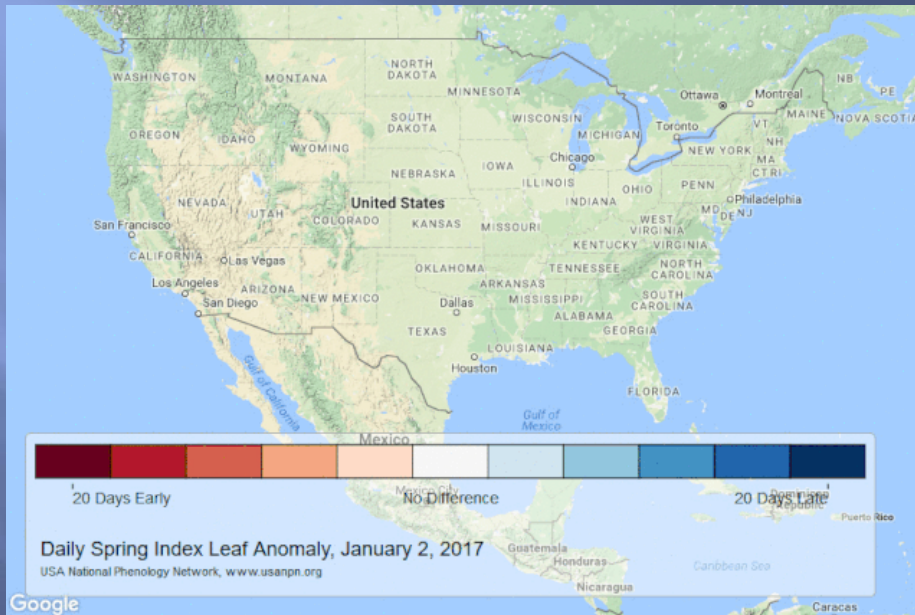 WASHINGTON
MONTANA
NORTH
DAKOTA
MINNESOTA
Ottawa
Montreal
NB
PE
MAINE
NOVA SCOTIA
OREGON
IDAHO
WYOMING
SOUTH
DAKOTA
WISCONSIN
MICHIGAN
Toronto
VT
NH
NEW YORK
MA
CT RI
NEBRASKA
IOWA
Chicago
ILLINOIS
INDIANA
OHIO
PENN
Philadelphia
MD
DE NJ
NEVADA
UTAH
COLORADO
United States
KANSAS
MISSOURI
WEST
VIRGINIA
KENTUCKY
VIRGINIA
San Francisco
CALIFORNIA
Las Vegas
Los Angeles
San Diego
ARIZONA
NEW MEXICO
OKLAHOMA
ARKANSAS
TENNESSEE
NORTH
CAROLINA
MISSISSIPPI
SOUTH
CAROLINA
Dallas
TEXAS
ALABAMA
GEORGIA
LOUISIANA
Houston
FLORIDA
Gulf of California
Gulf of
Mexico
Mexico
Mexico City
20 Days Early
No Difference
20 Days Late
Dominican
Republic
Puerto Rico
Daily Spring Index Leaf Anomaly, January 2, 2017
USA National Phenology Network, www.usanpn.org
Guatemala
Honduras
Nicaragua
Caribbean Sea
Caracas
Google